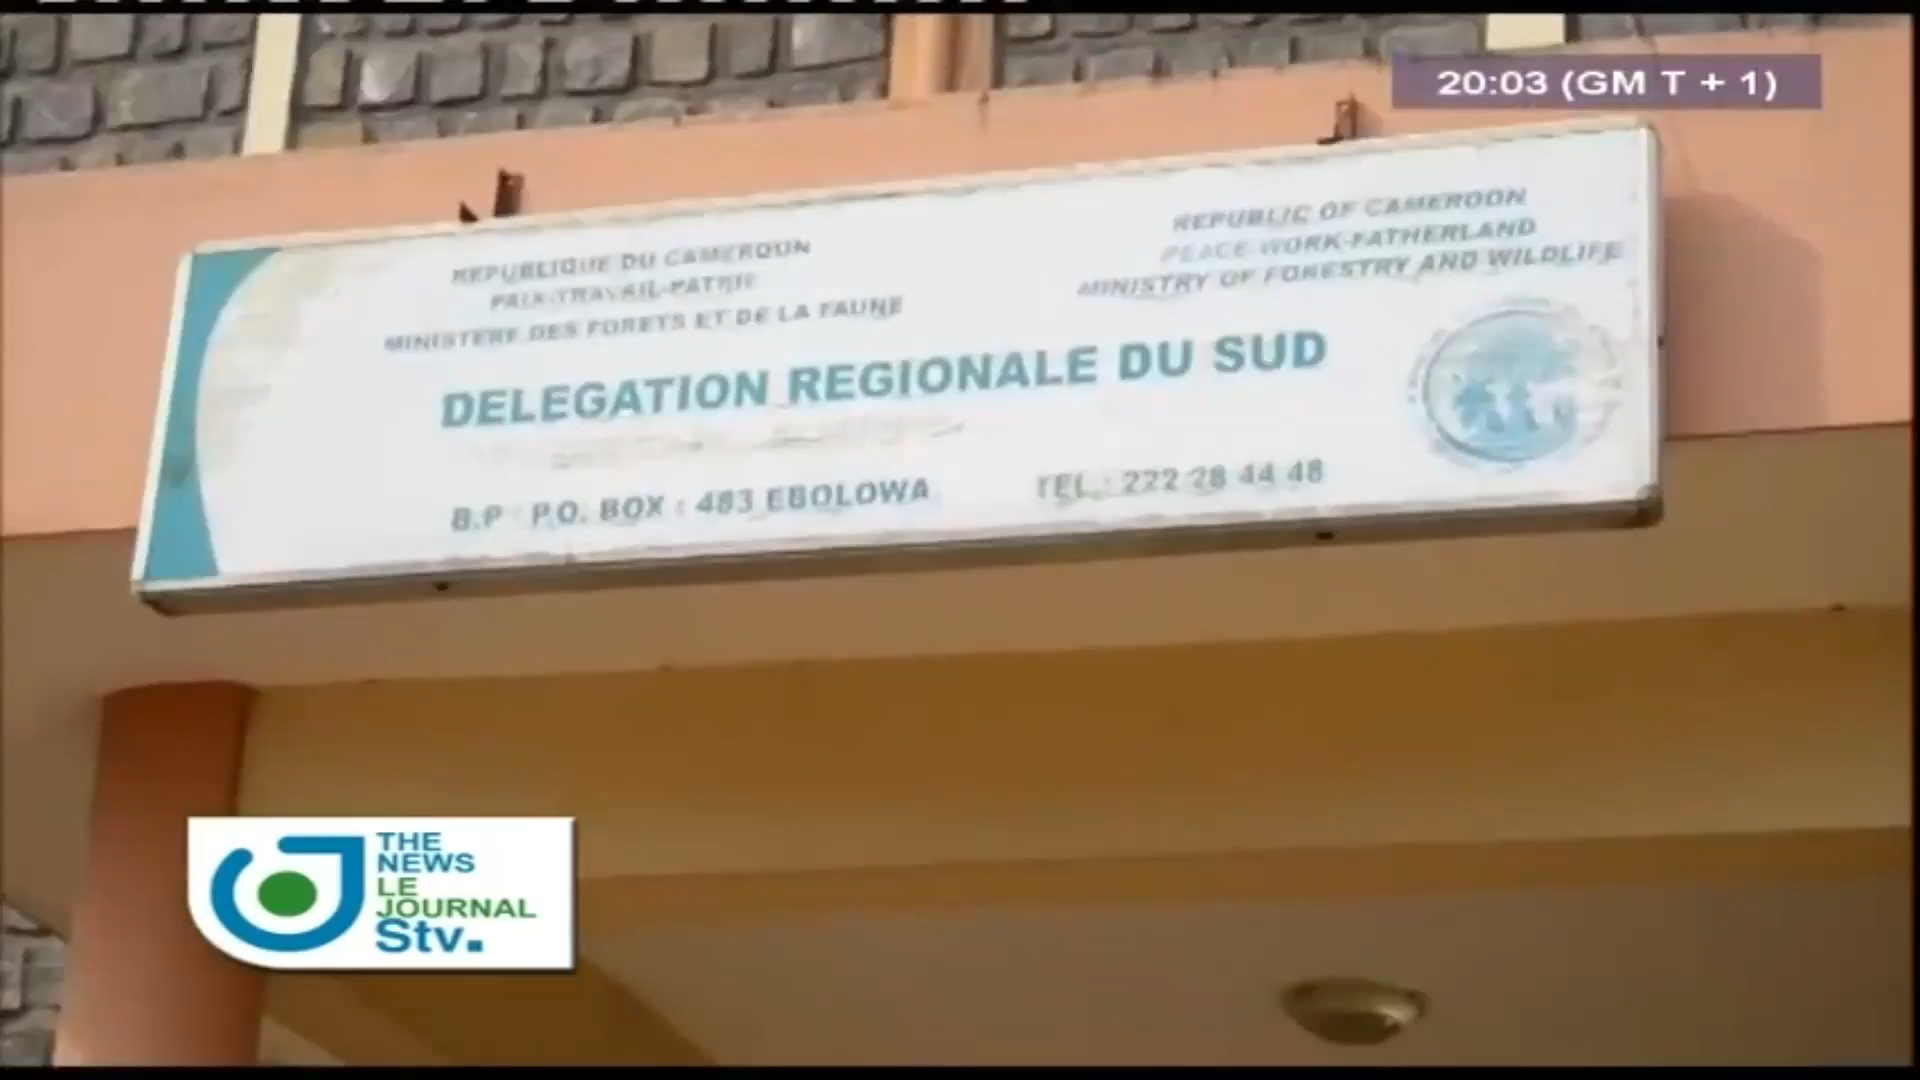 20:03 (GM T + 1)
REPUBLIQUE DU CAMEROUN
PAIX-TRAVAIL-PATRIE
MINISTERE DES FORETS ET DE LA FAUNE
REPUBLIC OF CAMEROON
PEACE-WORK-FATHERLAND
MINISTRY OF FORESTRY AND WILDLIFE
DELEGATION REGIONALE DU SUD
B.P P.O. BOX : 483 EBOLOWA
TEL : 222 28 44 48
THE
NEWS
LE
JOURNAL
Stv.